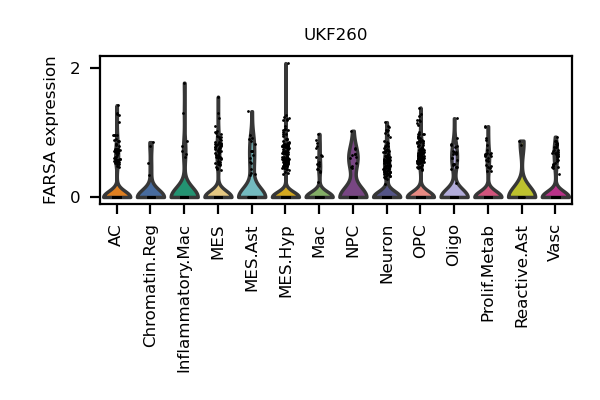 UKF260
FARSA expression
2
0
AC
Chromatin.Reg
Inflammatory.Mac
MES
MES.Ast
MES.Hyp
Mac
NPC
Neuron
OPC
Oligo
Prolif.Metab
Reactive.Ast
Vasc